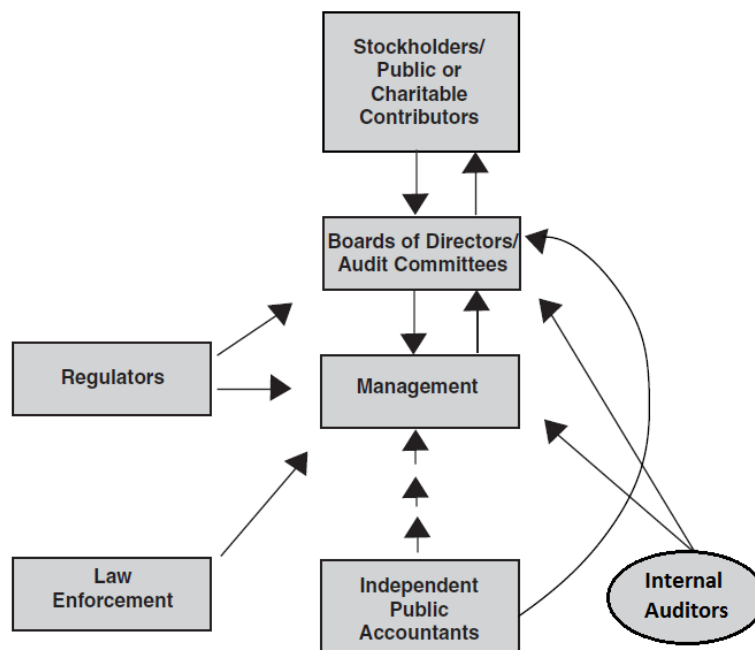 Stockholders/
Public or
Charitable
Contributors
Boards of Directors/
Audit Committees
Regulators
Management
Law
Enforcement
Independent
Public
Accountants
Internal
Auditors